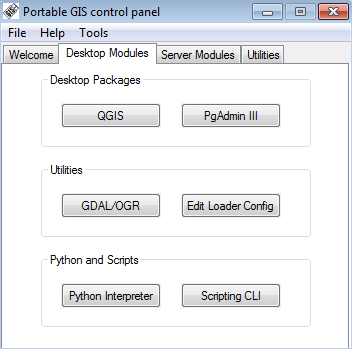 Portable GIS control panel
File Help Tools
Welcome Desktop Modules Server Modules Utilities
Desktop Packages
QGIS PgAdmin III
Utilities
GDAL/OGR Edit Loader Config
Python and Scripts
Python Interpreter Scripting CLI